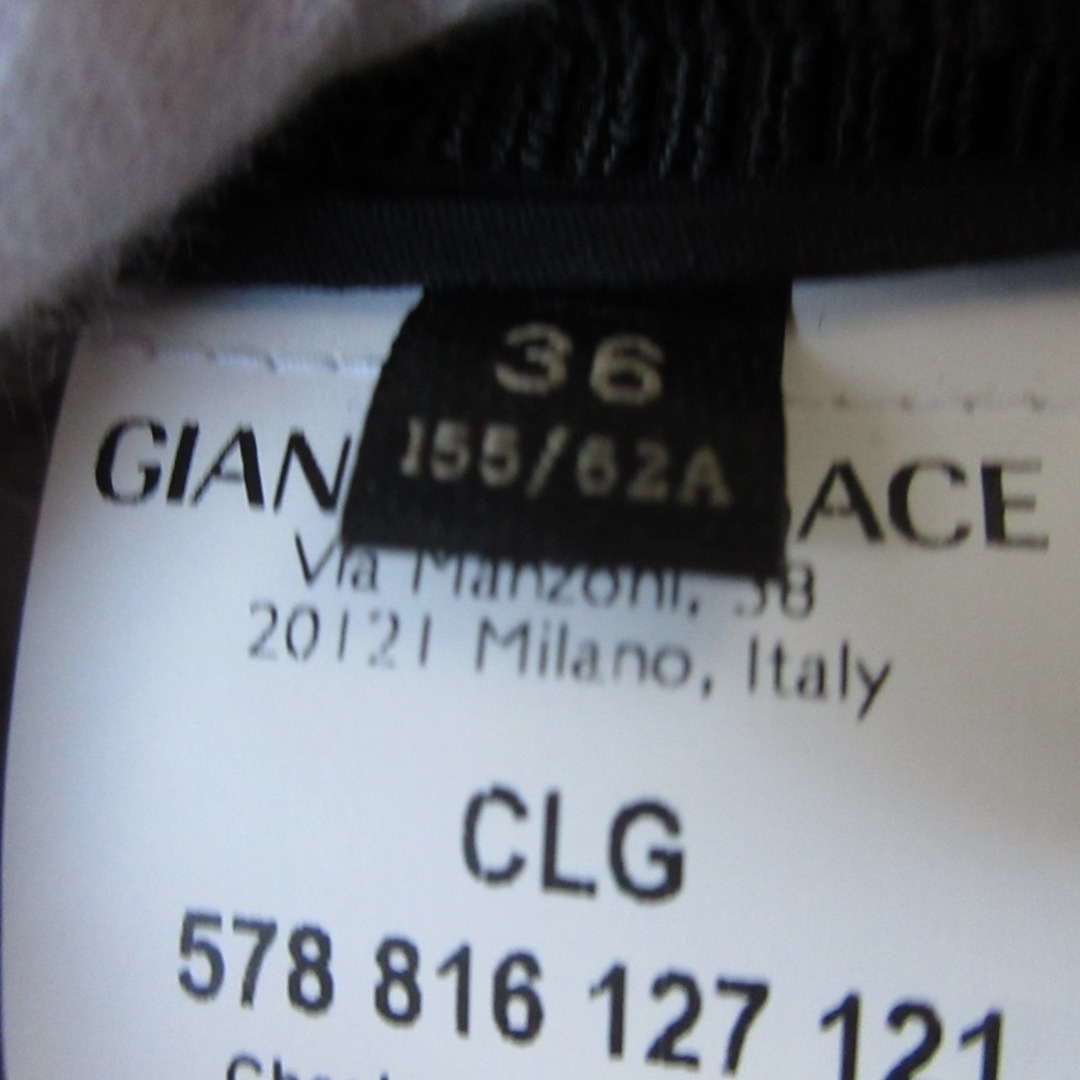 36
155/62A
GIAN ACE
Via Manzoni, 38
20121 Milano, Italy
CLG
578 816 127 121